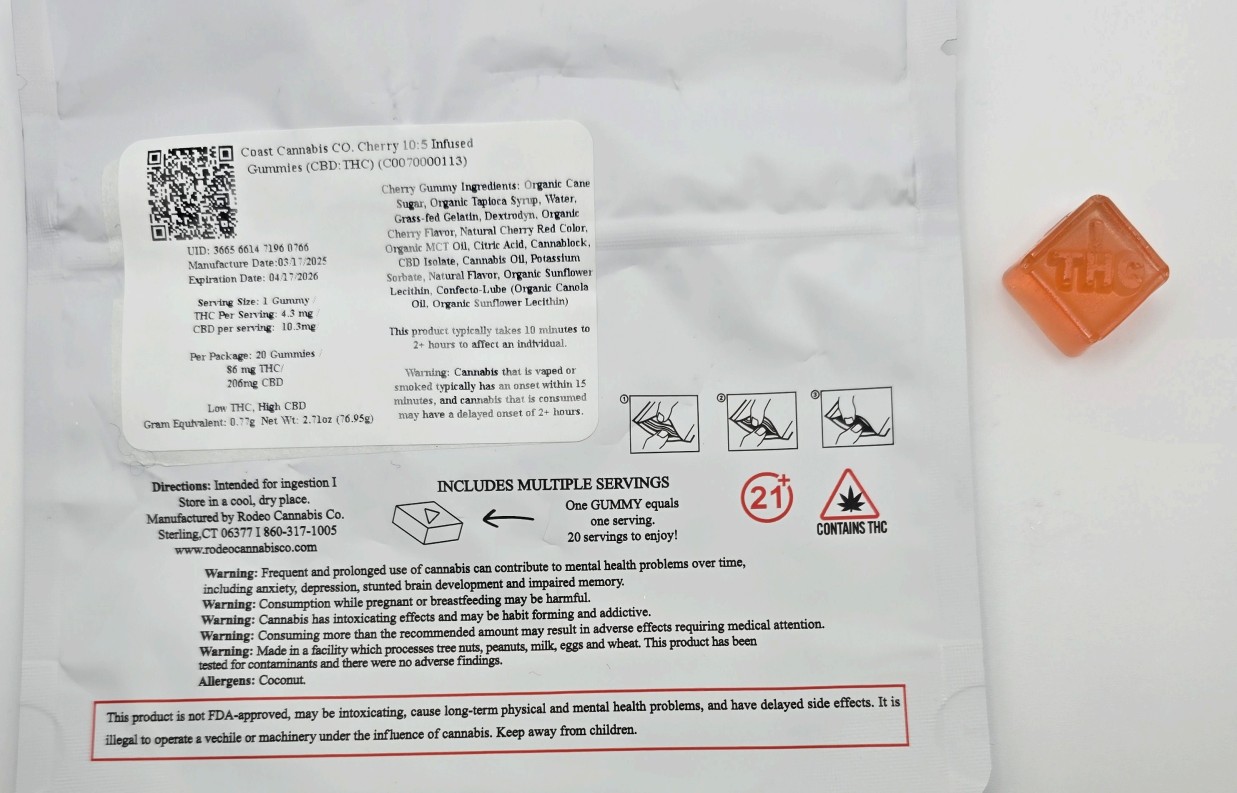 Coast Cannabis CO. Cherry 10:5 Infused
Gummies (CBD:THC) (C0070000113)
UID: 3665 6614 7196 0766
Manufacture Date:03/17/2025
Expiration Date: 04/17/2026
Serving Size: 1 Gummy /
THC Per Serving: 4.3 mg /
CBD per serving: 10.3mg
Per Package: 20 Gummies /
86 mg THC/
206mg CBD
Low THC, High CBD
Gram Equivalent: 0.77g Net Wt: 2.71oz (76.95g)
Cherry Gummy Ingredients: Organic Cane
Sugar, Organic Tapioca Syrup, Water,
Grass-fed Gelatin, Dextrodyn, Organic
Cherry Flavor, Natural Cherry Red Color,
Organic MCT Oil, Citric Acid, Cannablock,
CBD Isolate, Cannabis Oil, Potassium
Sorbate, Natural Flavor, Organic Sunflower
Lecithin, Confecto-Lube (Organic Canola
Oil, Organic Sunflower Lecithin)
This product typically takes 10 minutes to
2+ hours to affect an individual.
Warning: Cannabis that is vaped or
smoked typically has an onset within 15
minutes, and cannabis that is consumed
may have a delayed onset of 2+ hours.
1
2
3
Directions: Intended for ingestion I
Store in a cool, dry place.
Manufactured by Rodeo Cannabis Co.
Sterling,CT 06377 I 860-317-1005
www.rodeocannabisco.com
INCLUDES MULTIPLE SERVINGS
One GUMMY equals
one serving.
20 servings to enjoy!
21+
CONTAINS THC
Warning: Frequent and prolonged use of cannabis can contribute to mental health problems over time,
including anxiety, depression, stunted brain development and impaired memory.
Warning: Consumption while pregnant or breastfeeding may be harmful.
Warning: Cannabis has intoxicating effects and may be habit forming and addictive.
Warning: Consuming more than the recommended amount may result in adverse effects requiring medical attention.
Warning: Made in a facility which processes tree nuts, peanuts, milk, eggs and wheat. This product has been
tested for contaminants and there were no adverse findings.
Allergens: Coconut.
This product is not FDA-approved, may be intoxicating, cause long-term physical and mental health problems, and have delayed side effects. It is
illegal to operate a vechile or machinery under the influence of cannabis. Keep away from children.
THC